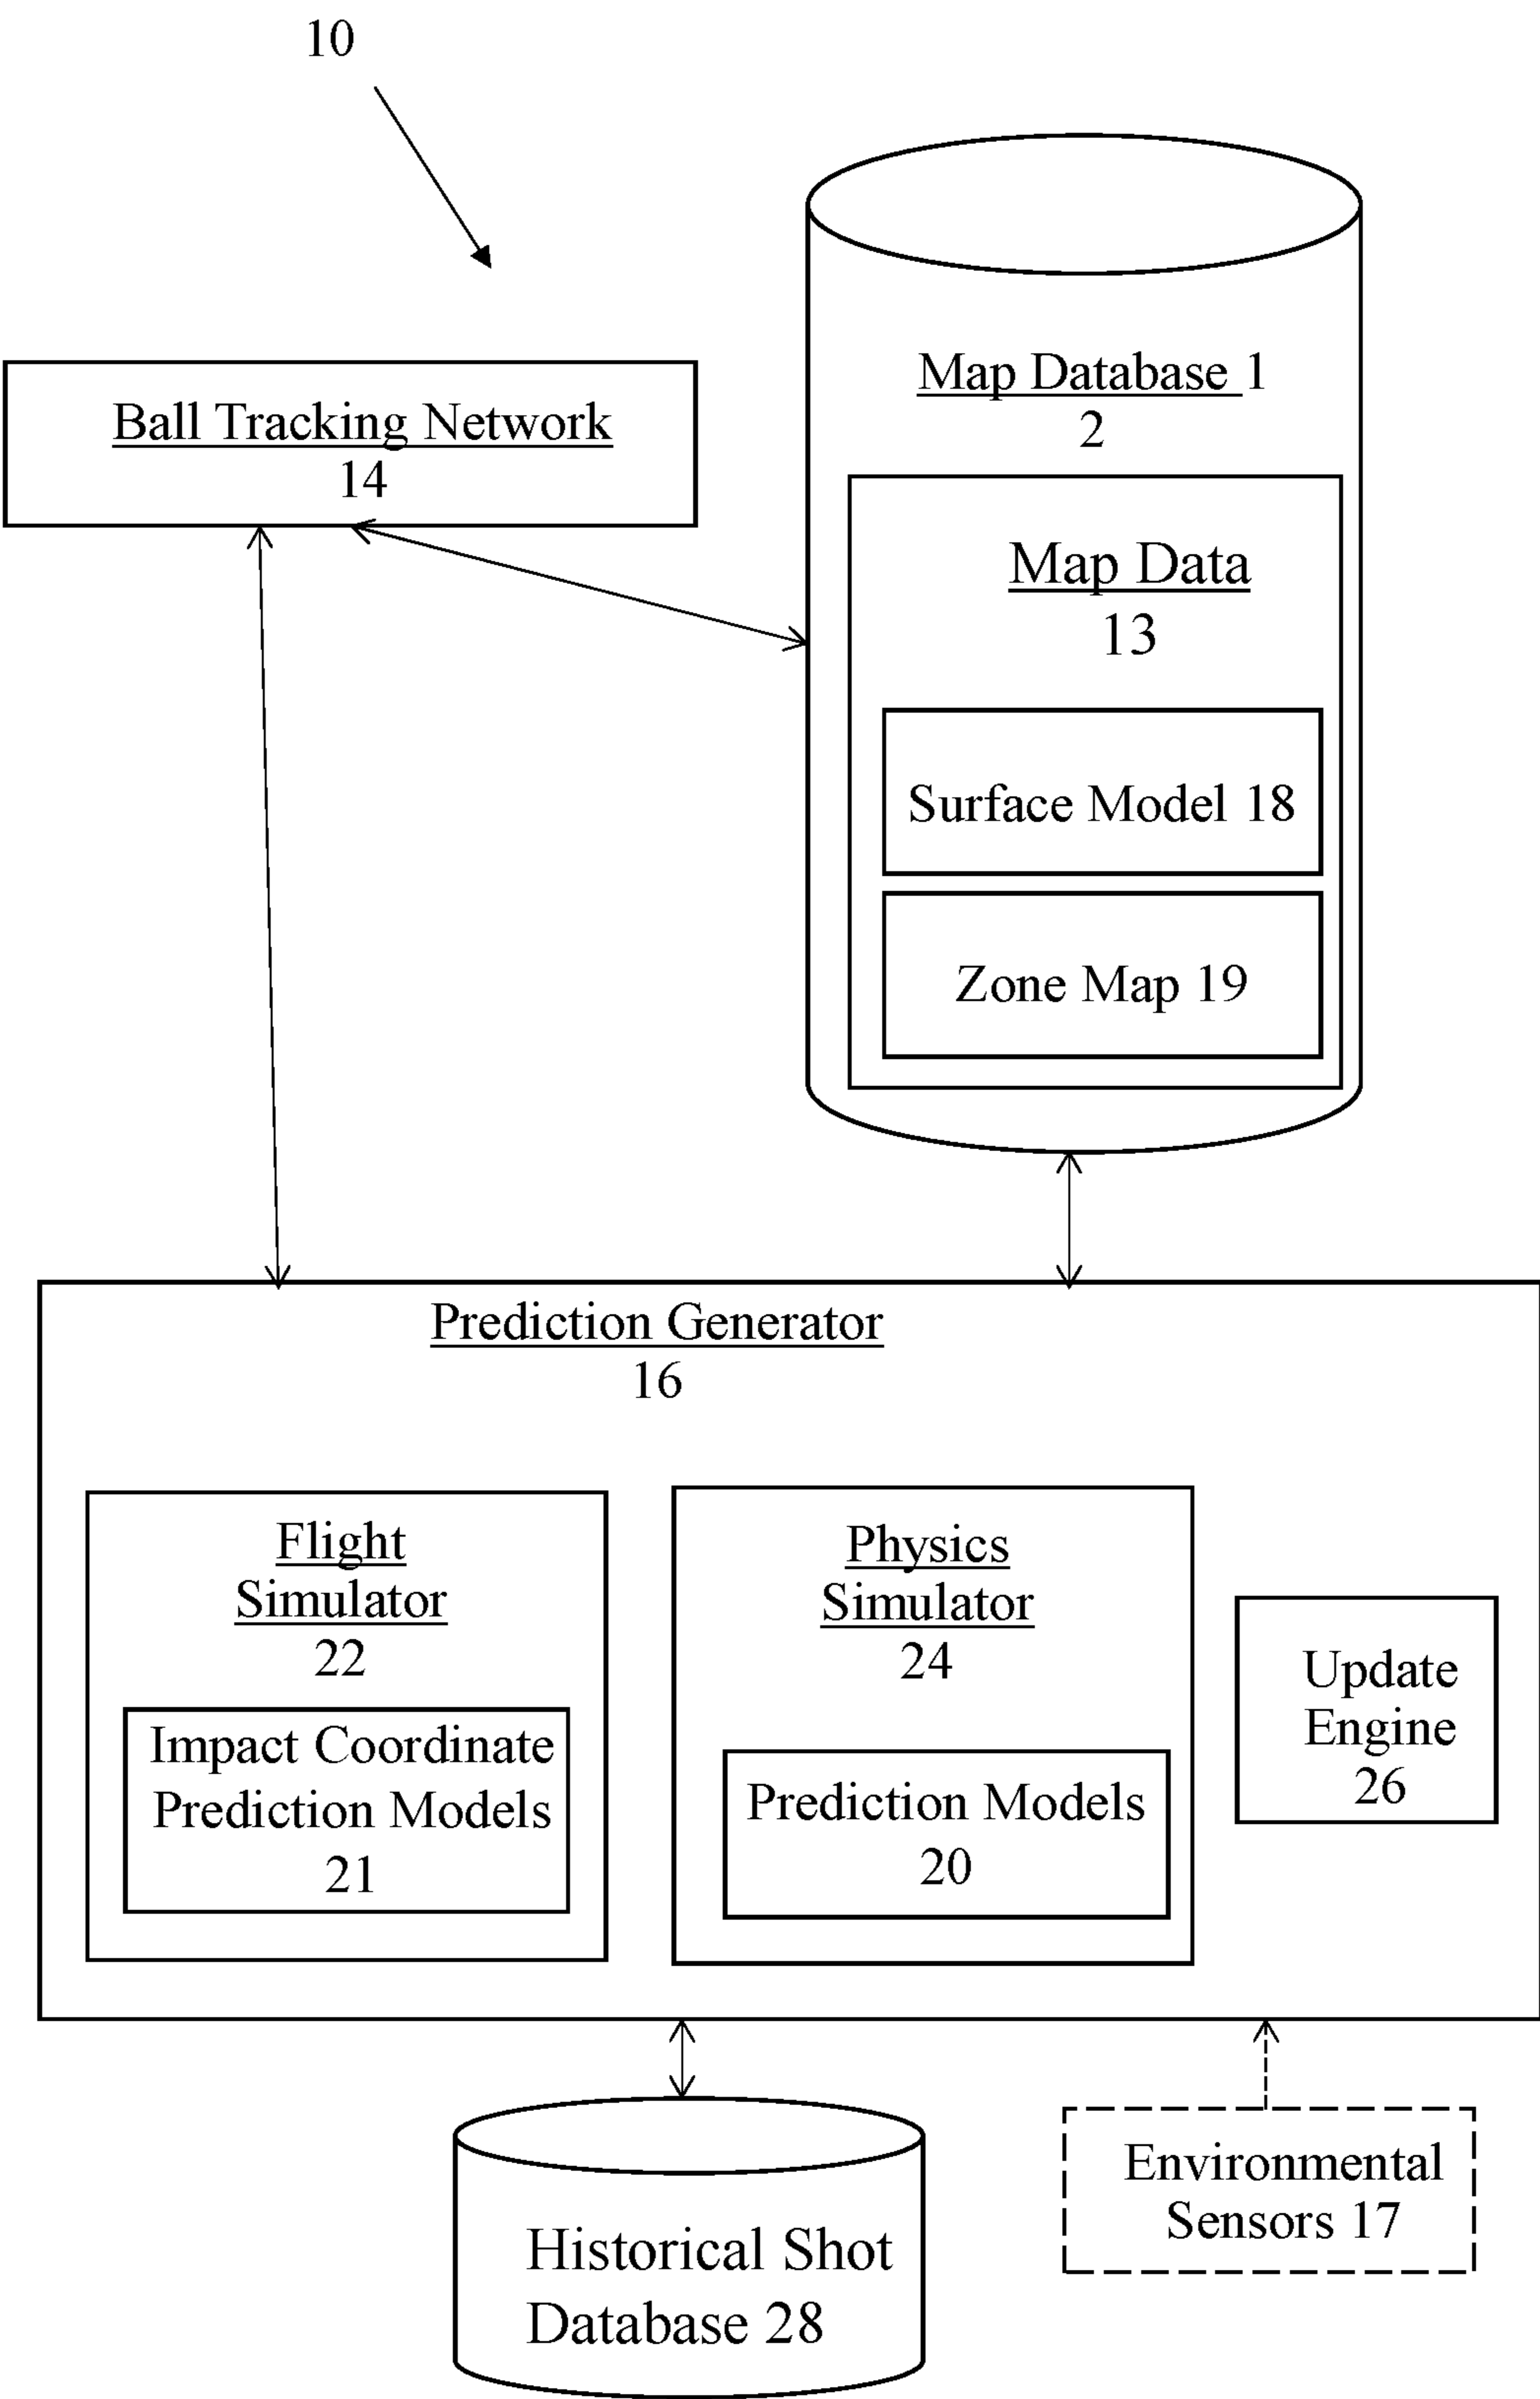 10
Ball Tracking Network
14
Map Database 1
2
Map Data
13
Surface Model 18
Zone Map 19
Prediction Generator
16
Flight
Simulator
22
Impact Coordinate
Prediction Models
21
Physics
Simulator
24
Prediction Models
20
Update
Engine
26
Historical Shot
Database 28
Environmental
Sensors 17